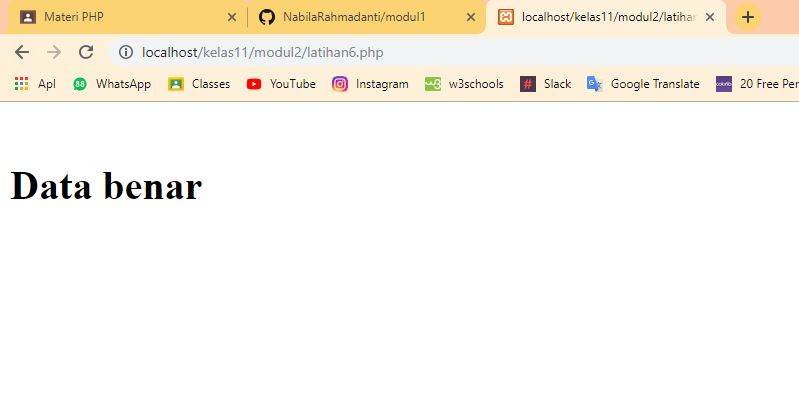 Materi PHP
NabilaRahmadanti/modul1
localhost/kelas11/modul2/latihan
localhost/kelas11/modul2/latihan6.php
Apl WhatsApp Classes YouTube Instagram w3schools Slack Google Translate 20 Free Per
Data benar